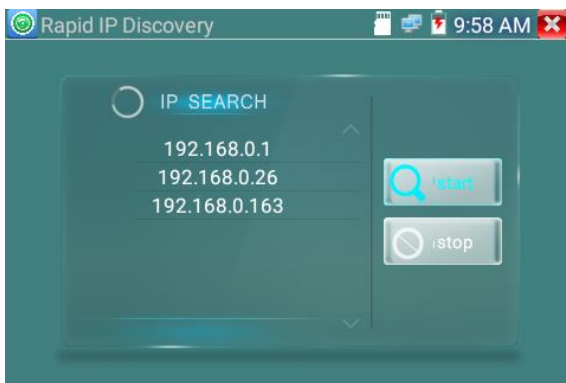 Rapid IP Discovery
9:58 AM
IP SEARCH
192.168.0.1
192.168.0.26
192.168.0.163
start
stop